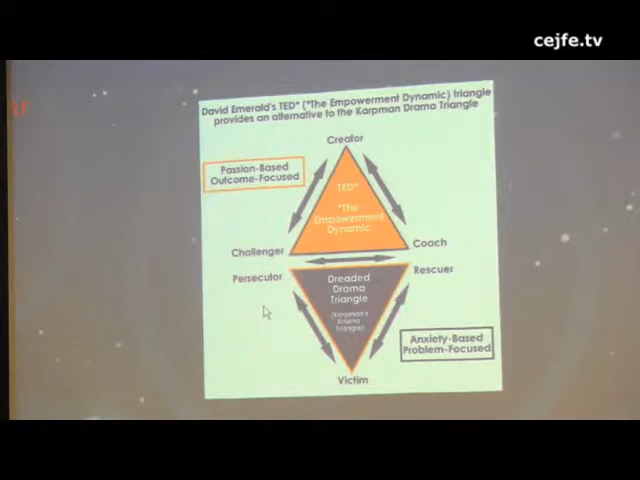 cejfe.tv
David Emerald's TED* (*The Empowerment Dynamic) triangle
provides an alternative to the Karpman Drama Triangle
Creator
Passion-Based
Outcome-Focused
TED*
*The
Empowerment
Dynamic
Challenger
Coach
Persecutor
Rescuer
Dreaded
Drama
Triangle
(Karpman's
Drama
Triangle)
Anxiety-Based
Problem-Focused
Victim